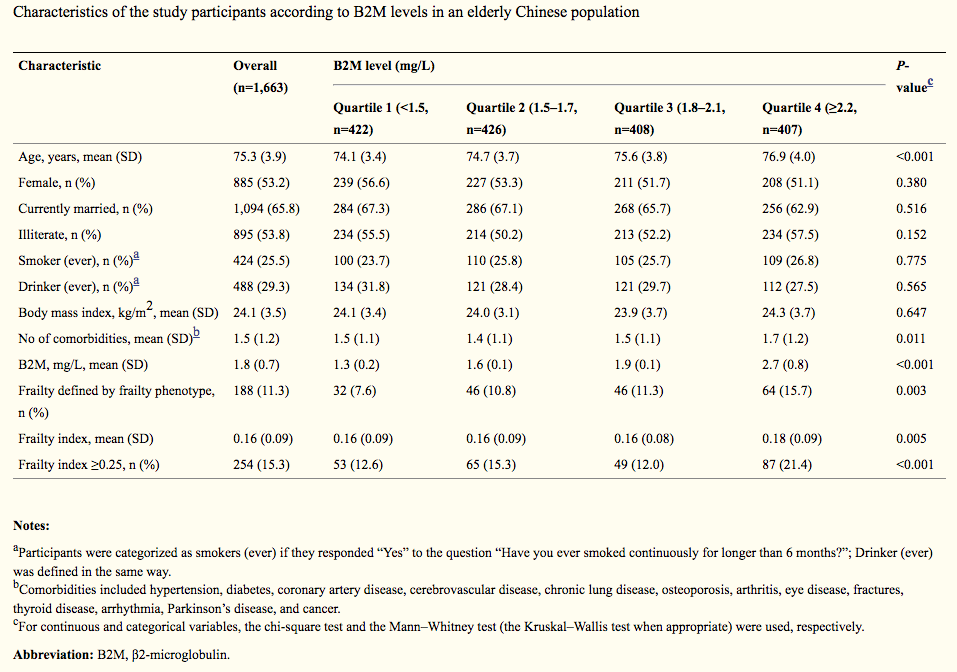 Characteristics of the study participants according to B2M levels in an elderly Chinese population
Characteristic Overall (n=1,663) B2M level (mg/L) P-valuec
Quartile 1 (<1.5, n=422) Quartile 2 (1.5–1.7, n=426) Quartile 3 (1.8–2.1, n=408) Quartile 4 (≥2.2, n=407)
Age, years, mean (SD) 75.3 (3.9) 74.1 (3.4) 74.7 (3.7) 75.6 (3.8) 76.9 (4.0) <0.001
Female, n (%) 885 (53.2) 239 (56.6) 227 (53.3) 211 (51.7) 208 (51.1) 0.380
Currently married, n (%) 1,094 (65.8) 284 (67.3) 286 (67.1) 268 (65.7) 256 (62.9) 0.516
Illiterate, n (%) 895 (53.8) 234 (55.5) 214 (50.2) 213 (52.2) 234 (57.5) 0.152
Smoker (ever), n (%)a 424 (25.5) 100 (23.7) 110 (25.8) 105 (25.7) 109 (26.8) 0.775
Drinker (ever), n (%)a 488 (29.3) 134 (31.8) 121 (28.4) 121 (29.7) 112 (27.5) 0.565
Body mass index, kg/m2, mean (SD) 24.1 (3.5) 24.1 (3.4) 24.0 (3.1) 23.9 (3.7) 24.3 (3.7) 0.647
No of comorbidities, mean (SD)b 1.5 (1.2) 1.5 (1.1) 1.4 (1.1) 1.5 (1.1) 1.7 (1.2) 0.011
B2M, mg/L, mean (SD) 1.8 (0.7) 1.3 (0.2) 1.6 (0.1) 1.9 (0.1) 2.7 (0.8) <0.001
Frailty defined by frailty phenotype, n (%) 188 (11.3) 32 (7.6) 46 (10.8) 46 (11.3) 64 (15.7) 0.003
Frailty index, mean (SD) 0.16 (0.09) 0.16 (0.09) 0.16 (0.09) 0.16 (0.08) 0.18 (0.09) 0.005
Frailty index ≥0.25, n (%) 254 (15.3) 53 (12.6) 65 (15.3) 49 (12.0) 87 (21.4) <0.001
Notes:
aParticipants were categorized as smokers (ever) if they responded “Yes” to the question “Have you ever smoked continuously for longer than 6 months?”; Drinker (ever)
was defined in the same way.
bComorbidities included hypertension, diabetes, coronary artery disease, cerebrovascular disease, chronic lung disease, osteoporosis, arthritis, eye disease, fractures,
thyroid disease, arrhythmia, Parkinson’s disease, and cancer.
cFor continuous and categorical variables, the chi-square test and the Mann–Whitney test (the Kruskal–Wallis test when appropriate) were used, respectively.
Abbreviation: B2M, β2-microglobulin.